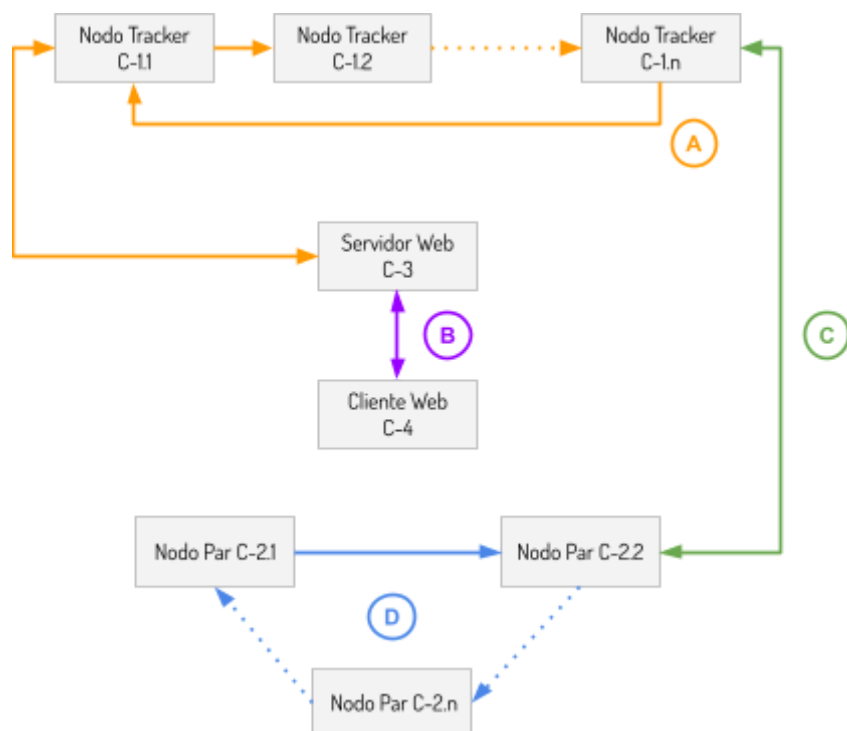 Nodo Tracker
C-1.1
Nodo Tracker
C-1.2
Nodo Tracker
C-1.n
A
Servidor Web
C-3
B
C
Cliente Web
C-4
Nodo Par C-2.1
Nodo Par C-2.2
D
Nodo Par C-2.n